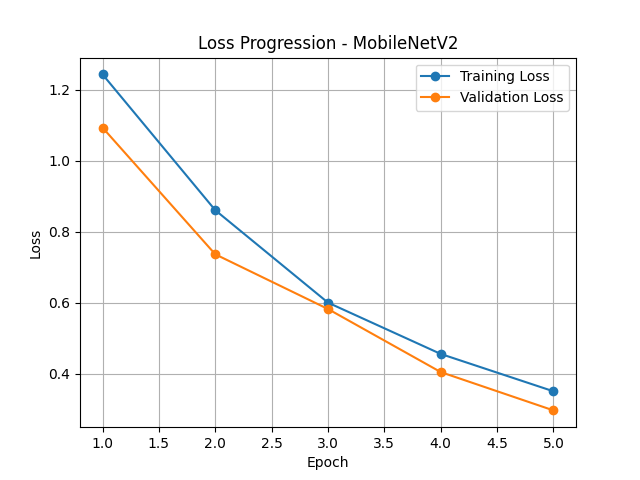 Loss Progression - MobileNetV2
Training Loss
Validation Loss
1.2
1.0
0.8
0.6
0.4
Loss
1.0 1.5 2.0 2.5 3.0 3.5 4.0 4.5 5.0
Epoch